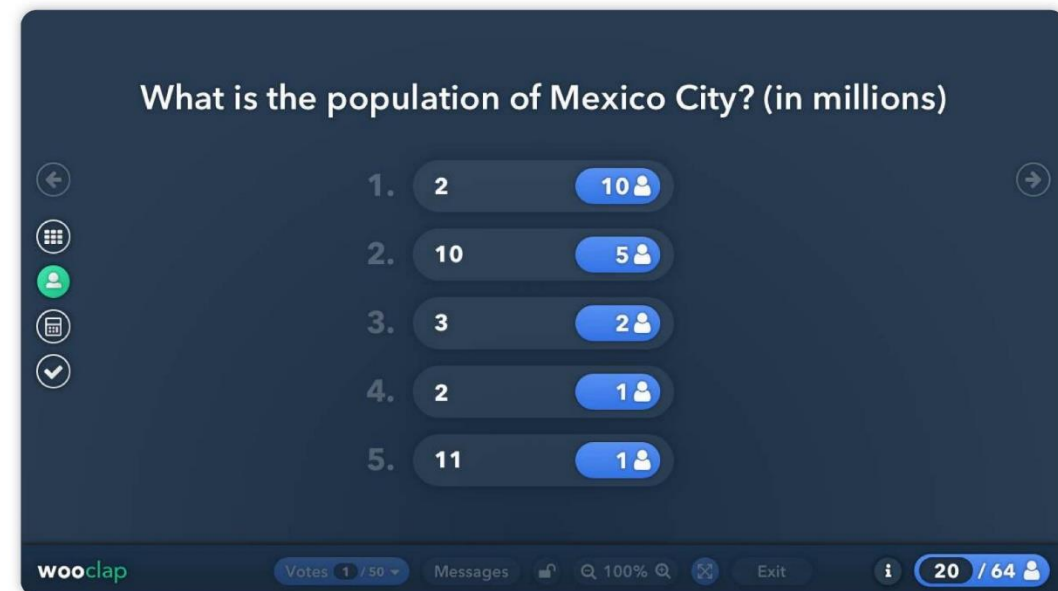 What is the population of Mexico City? (in millions)
1. 2 10
2. 10 5
3. 3 2
4. 2 1
5. 11 1
wooclap Votes 1 / 50 Messages 100% Exit i 20 / 64